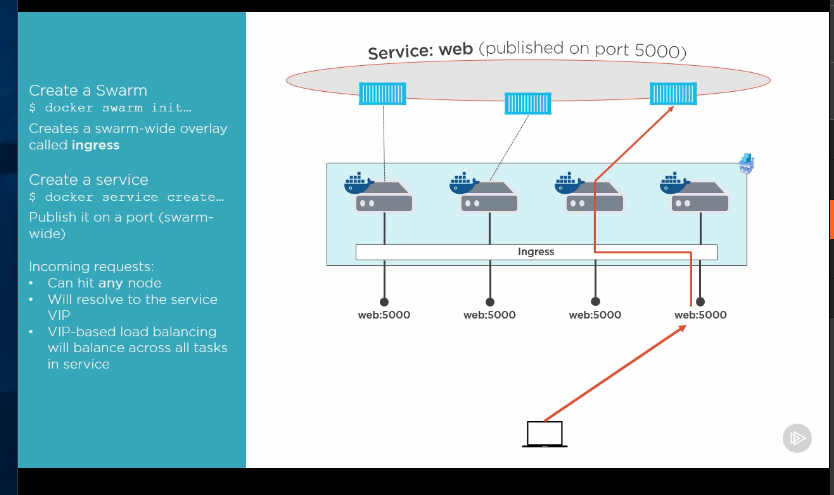 Create a Swarm
$ docker swarm init…
Creates a swarm-wide overlay
called ingress
Create a service
$ docker service create…
Publish it on a port (swarm-
wide)
Incoming requests:
• Can hit any node
• Will resolve to the service
VIP
• VIP-based load balancing
will balance across all tasks
in service
Service: web (published on port 5000)
Ingress
web:5000 web:5000 web:5000 web:5000